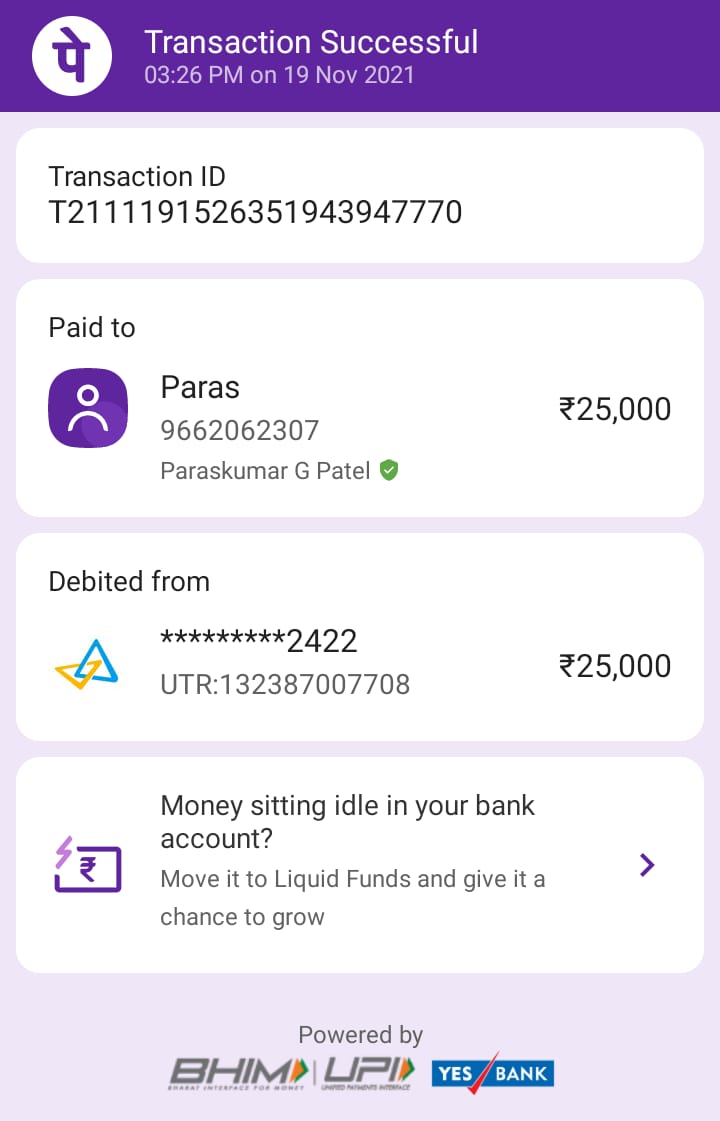 पे
Transaction Successful
03:26 PM on 19 Nov 2021
Transaction ID
T2111191526351943947770
Paid to
Paras
₹25,000
9662062307
Paraskumar G Patel
Debited from
*********2422
₹25,000
UTR:132387007708
Money sitting idle in your bank
account?
₹
Move it to Liquid Funds and give it a
chance to grow
Powered by
BHIM UPI YES BANK
BHARAT INTERFACE FOR MONEY UNIFIED PAYMENTS INTERFACE